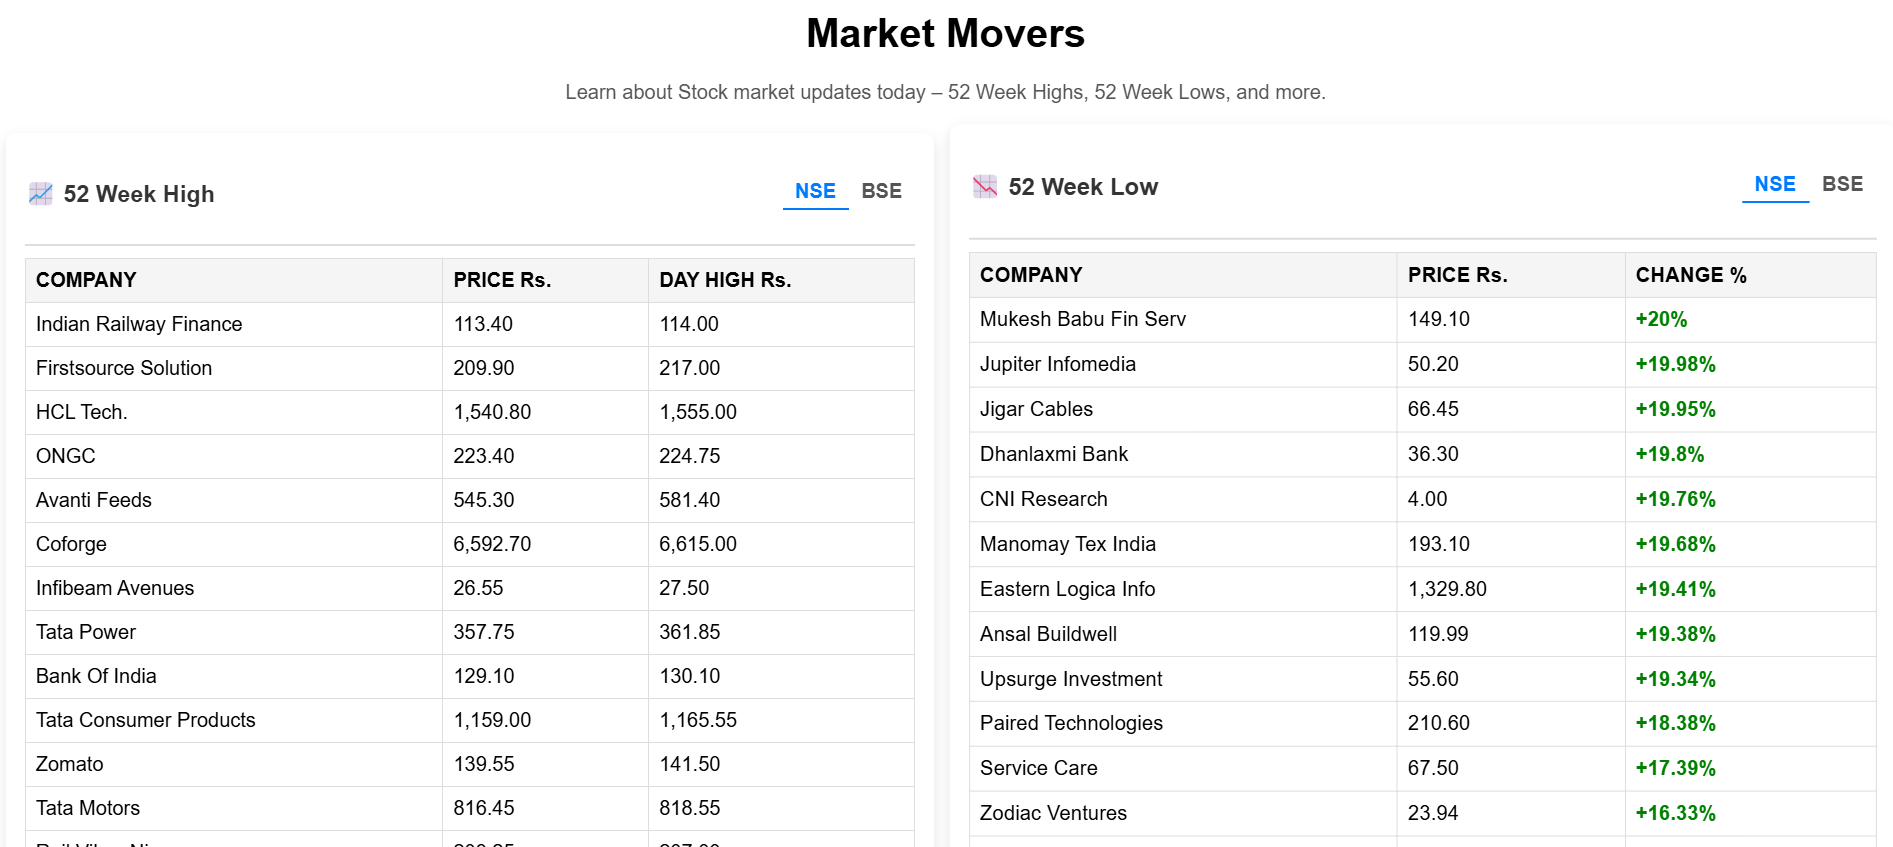 Market Movers
Learn about Stock market updates today – 52 Week Highs, 52 Week Lows, and more.
52 Week High
NSE BSE
COMPANY PRICE Rs. DAY HIGH Rs.
Indian Railway Finance 113.40 114.00
Firstsource Solution 209.90 217.00
HCL Tech. 1,540.80 1,555.00
ONGC 223.40 224.75
Avanti Feeds 545.30 581.40
Coforge 6,592.70 6,615.00
Infibeam Avenues 26.55 27.50
Tata Power 357.75 361.85
Bank Of India 129.10 130.10
Tata Consumer Products 1,159.00 1,165.55
Zomato 139.55 141.50
Tata Motors 816.45 818.55
52 Week Low
NSE BSE
COMPANY PRICE Rs. CHANGE %
Mukesh Babu Fin Serv 149.10 +20%
Jupiter Infomedia 50.20 +19.98%
Jigar Cables 66.45 +19.95%
Dhanlaxmi Bank 36.30 +19.8%
CNI Research 4.00 +19.76%
Manomay Tex India 193.10 +19.68%
Eastern Logica Info 1,329.80 +19.41%
Ansal Buildwell 119.99 +19.38%
Upsurge Investment 55.60 +19.34%
Paired Technologies 210.60 +18.38%
Service Care 67.50 +17.39%
Zodiac Ventures 23.94 +16.33%